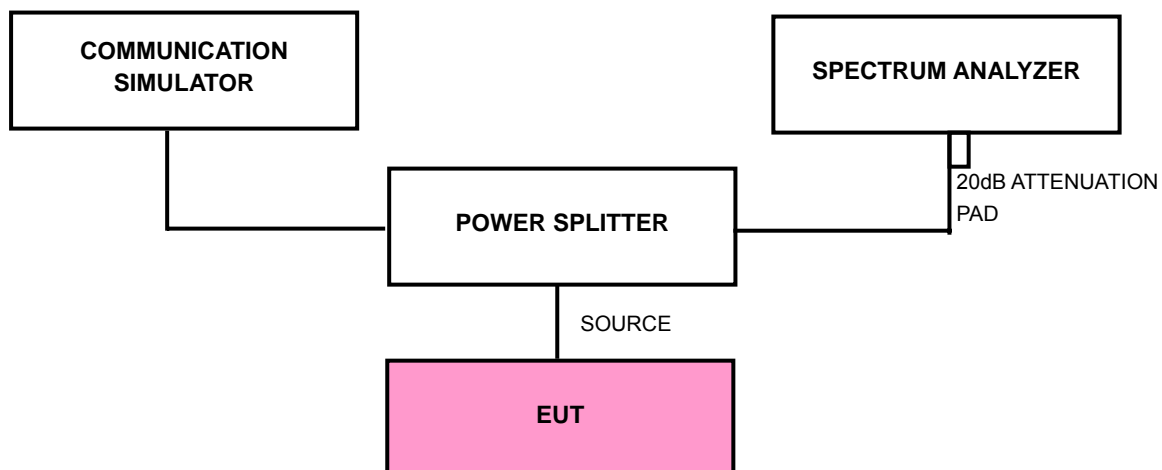 COMMUNICATION
SIMULATOR
SPECTRUM ANALYZER
20dB ATTENUATION
PAD
POWER SPLITTER
SOURCE
EUT